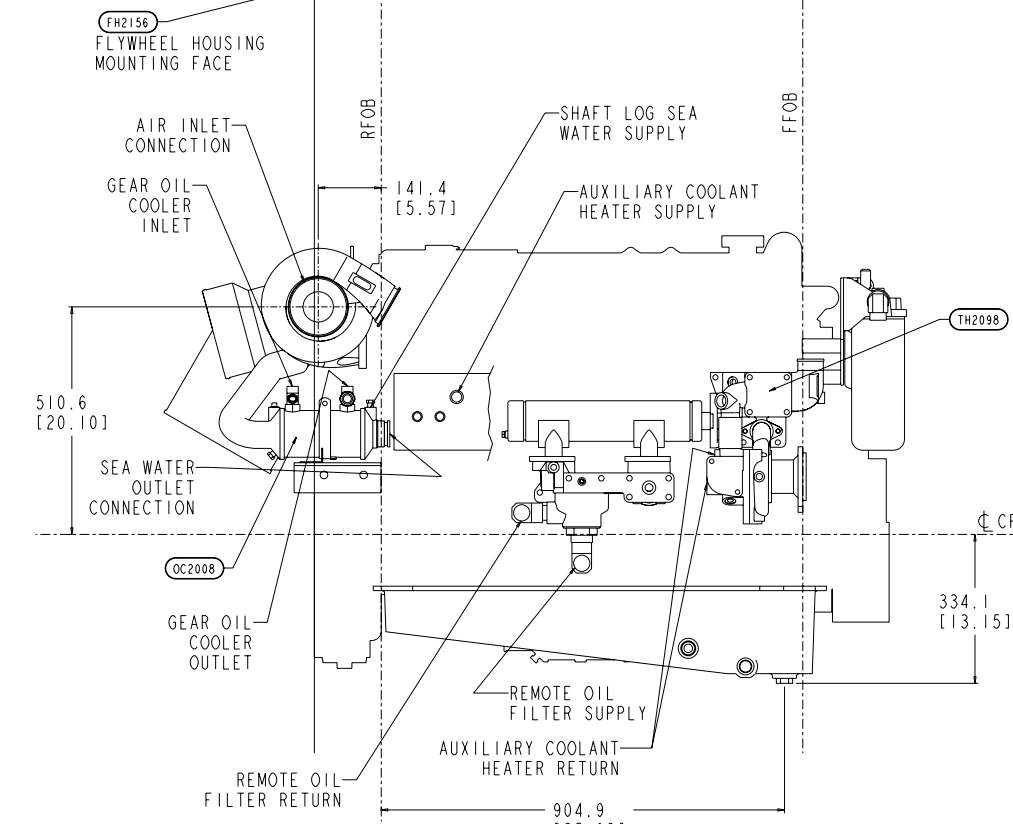 FH2156
FLYWHEEL HOUSING
MOUNTING FACE
RFOB
FFOB
AIR INLET
CONNECTION
SHAFT LOG SEA
WATER SUPPLY
GEAR OIL
COOLER
INLET
141.4
[5.57]
AUXILIARY COOLANT
HEATER SUPPLY
TH2098
510.6
[20.10]
SEA WATER
OUTLET
CONNECTION
OC2008
GEAR OIL
COOLER
OUTLET
334.1
[13.15]
REMOTE OIL
FILTER SUPPLY
AUXILIARY COOLANT
HEATER RETURN
REMOTE OIL
FILTER RETURN
904.9